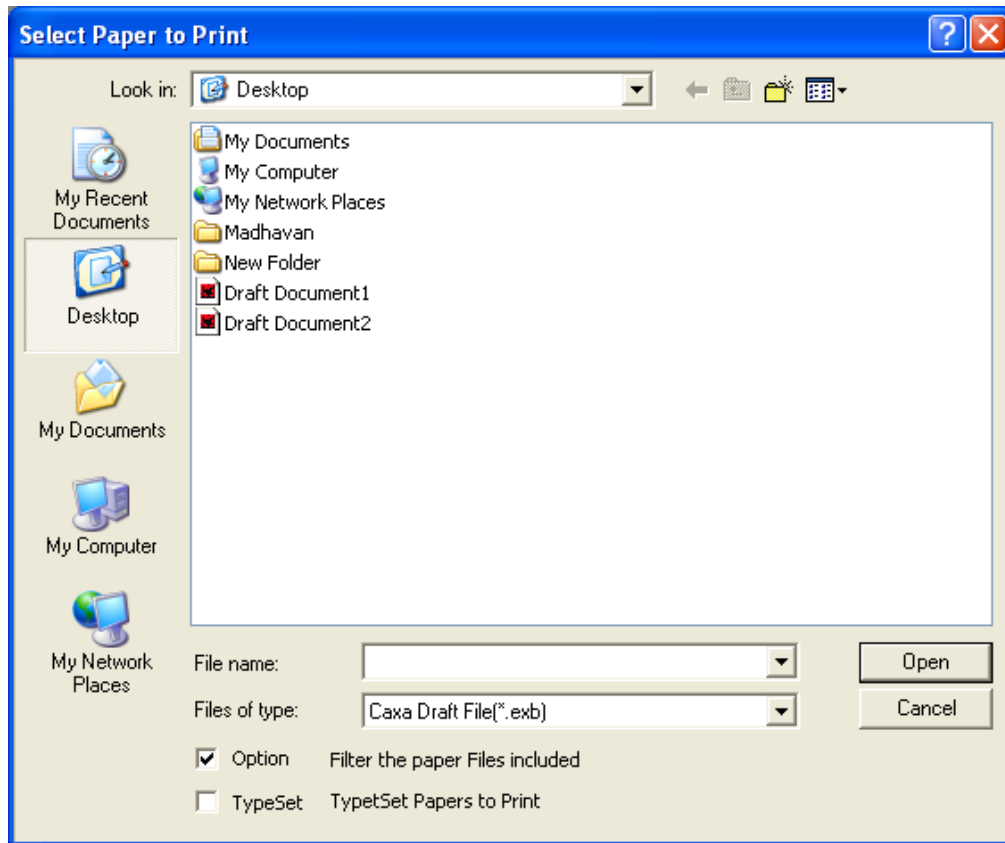 Select Paper to Print
Look in: Desktop
My Recent
Documents
Desktop
My Documents
My Computer
My Network
Places
My Documents
My Computer
My Network Places
Madhavan
New Folder
Draft Document1
Draft Document2
File name:
Open
Files of type: Caxa Draft File(*.exb)
Cancel
Option Filter the paper Files included
TypeSet TypetSet Papers to Print